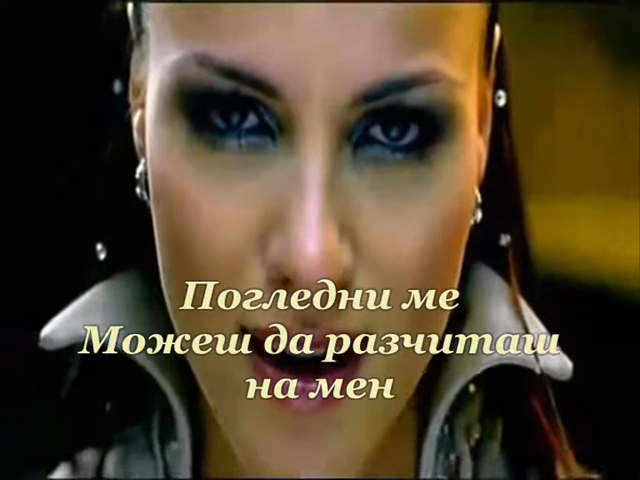 Погледни ме
Можеш да разчиташ
на мен